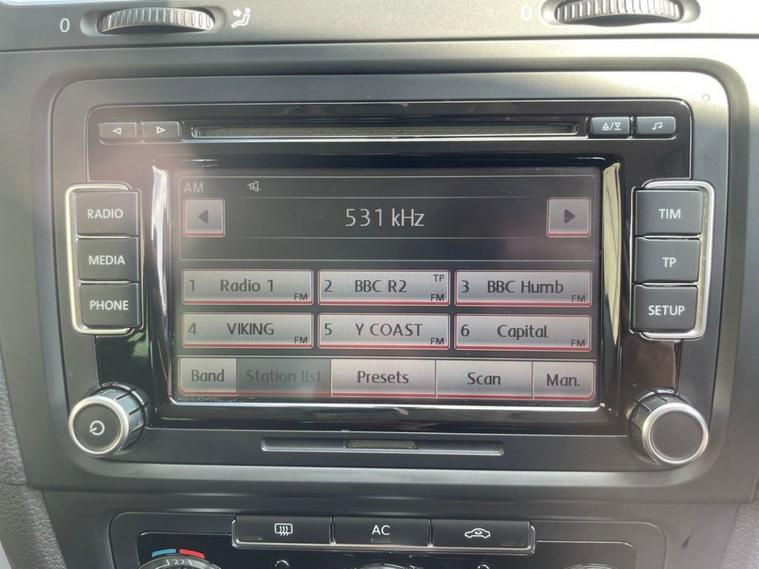 0
0
AM
531 kHz
RADIO
MEDIA
PHONE
TIM
TP
SETUP
1 Radio 1 FM
2 BBC R2 TP FM
3 BBC Humb FM
4 VIKING FM
5 Y COAST FM
6 Capital FM
Band Station list Presets Scan Man.
AC
22